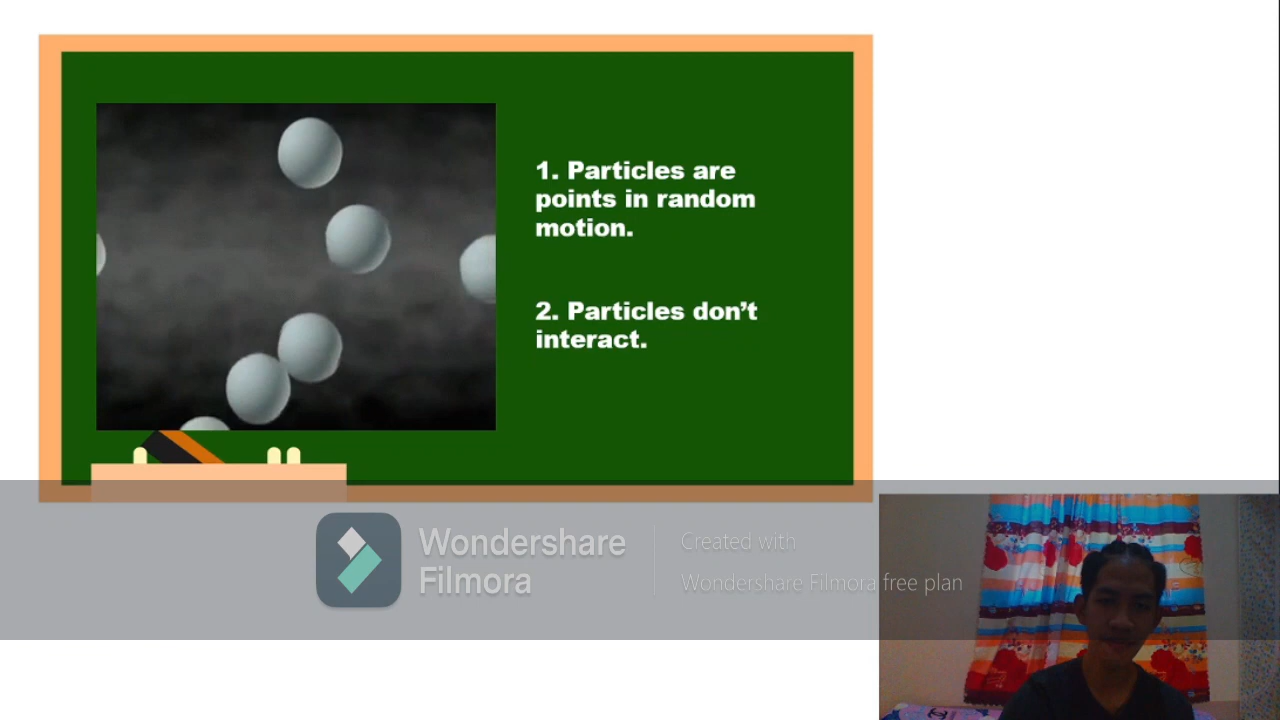 1. Particles are
points in random
motion.
2. Particles don’t
interact.
Wondershare
Filmora
Created with
Wondershare Filmora free plan